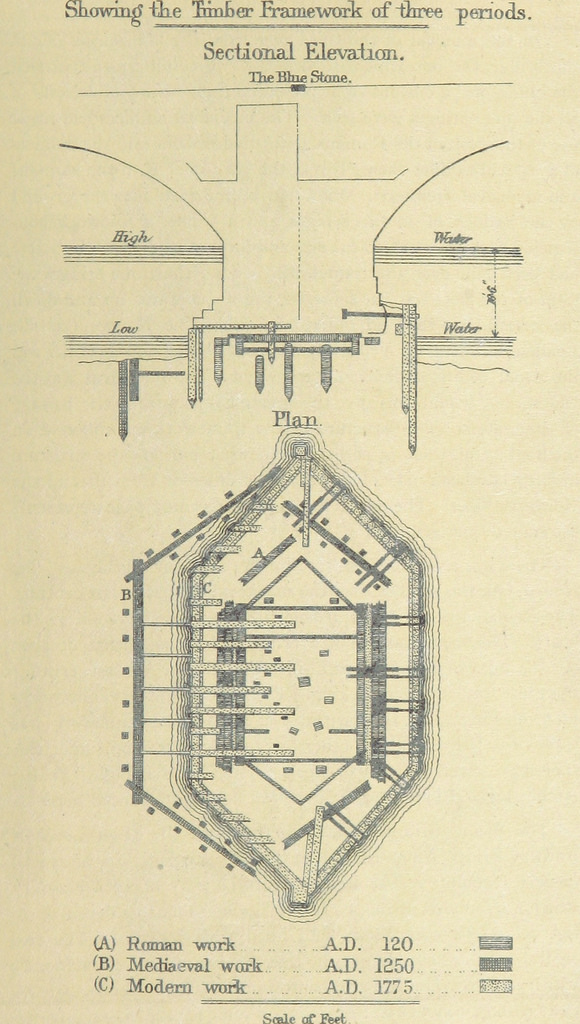 Showing the Timber Framework of three periods.
Sectional Elevation.
The Blue Stone.
High Water
Low Water
Plan.
A
B
C
(A) Roman work ... A.D. 120
(B) Mediaeval work ... A.D. 1250
(C) Modern work ... A.D. 1775
Scale of Feet.